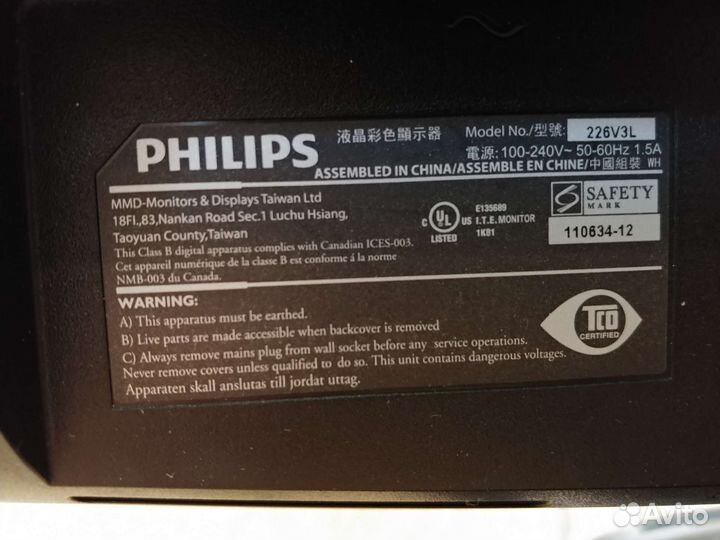 PHILIPS
液晶彩色顯示器
Model No./型號: 226V3L
電源: 100-240V~ 50-60Hz 1.5A
ASSEMBLED IN CHINA/ASSEMBLE EN CHINE/中國組裝 WH
MMD-Monitors & Displays Taiwan Ltd
18Fl.,83,Nankan Road Sec.1 Luchu Hsiang,
Taoyuan County,Taiwan
This Class B digital apparatus complies with Canadian ICES-003.
Cet appareil numérique de la classe B est conforme á la norme
NMB-003 du Canada.
c UL US
LISTED
E135689
I.T.E. MONITOR
1K81
S SAFETY
MARK
110634-12
WARNING:
A) This apparatus must be earthed.
B) Live parts are made accessible when backcover is removed
C) Always remove mains plug from wall socket before any service operations.
Never remove covers unless qualified to do so. This unit contains dangerous voltages.
Apparaten skall anslutas till jordat uttag.
TCO
CERTIFIED
Avito